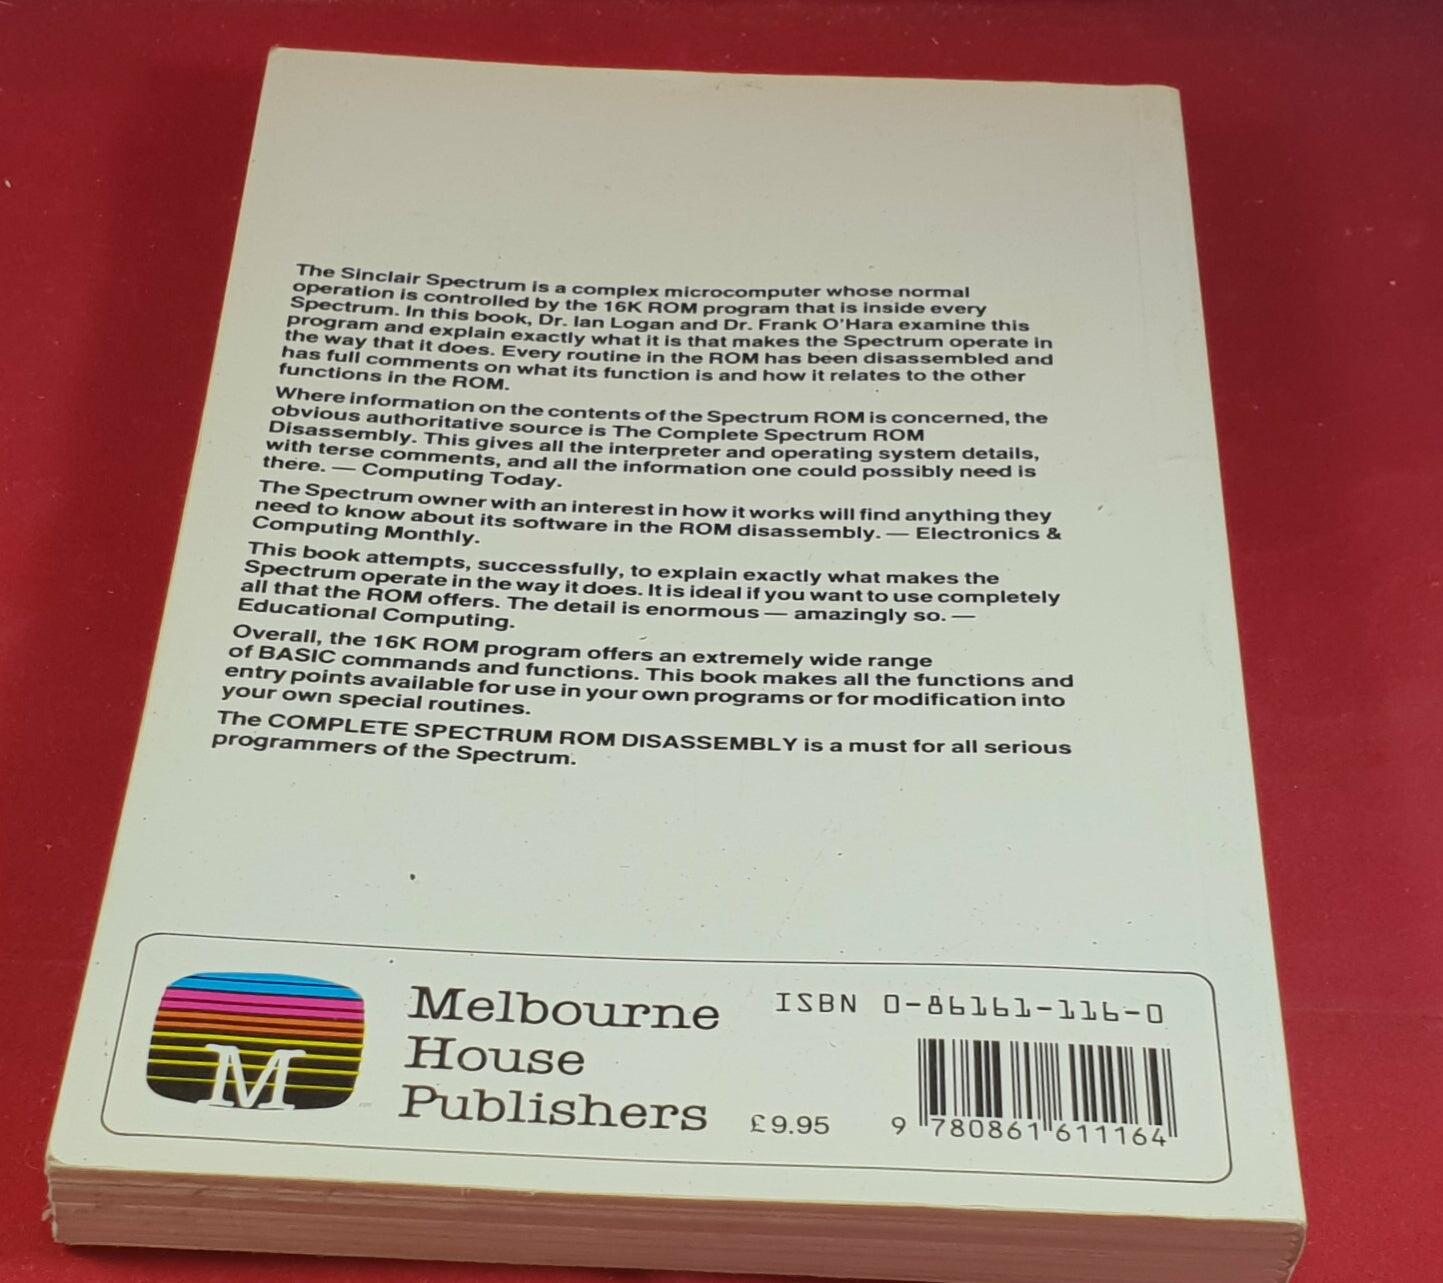 The Sinclair Spectrum is a complex microcomputer whose normal
operation is controlled by the 16K ROM program that is inside every
Spectrum. In this book, Dr. Ian Logan and Dr. Frank O'Hara examine this
program and explain exactly what it is that makes the Spectrum operate in
the way that it does. Every routine in the ROM has been disassembled and
has full comments on what its function is and how it relates to the other
functions in the ROM.
Where information on the contents of the Spectrum ROM is concerned, the
obvious authoritative source is The Complete Spectrum ROM
Disassembly. This gives all the interpreter and operating system details,
with terse comments, and all the information one could possibly need is
there. — Computing Today.
The Spectrum owner with an interest in how it works will find anything they
need to know about its software in the ROM disassembly. — Electronics &
Computing Monthly.
This book attempts, successfully, to explain exactly what makes the
Spectrum operate in the way it does. It is ideal if you want to use completely
all that the ROM offers. The detail is enormous — amazingly so. —
Educational Computing.
Overall, the 16K ROM program offers an extremely wide range
of BASIC commands and functions. This book makes all the functions and
entry points available for use in your own programs or for modification into
your own special routines.
The COMPLETE SPECTRUM ROM DISASSEMBLY is a must for all serious
programmers of the Spectrum.
M
Melbourne
House
Publishers
ISBN 0-86161-116-0
£9.95
9 780861 611164